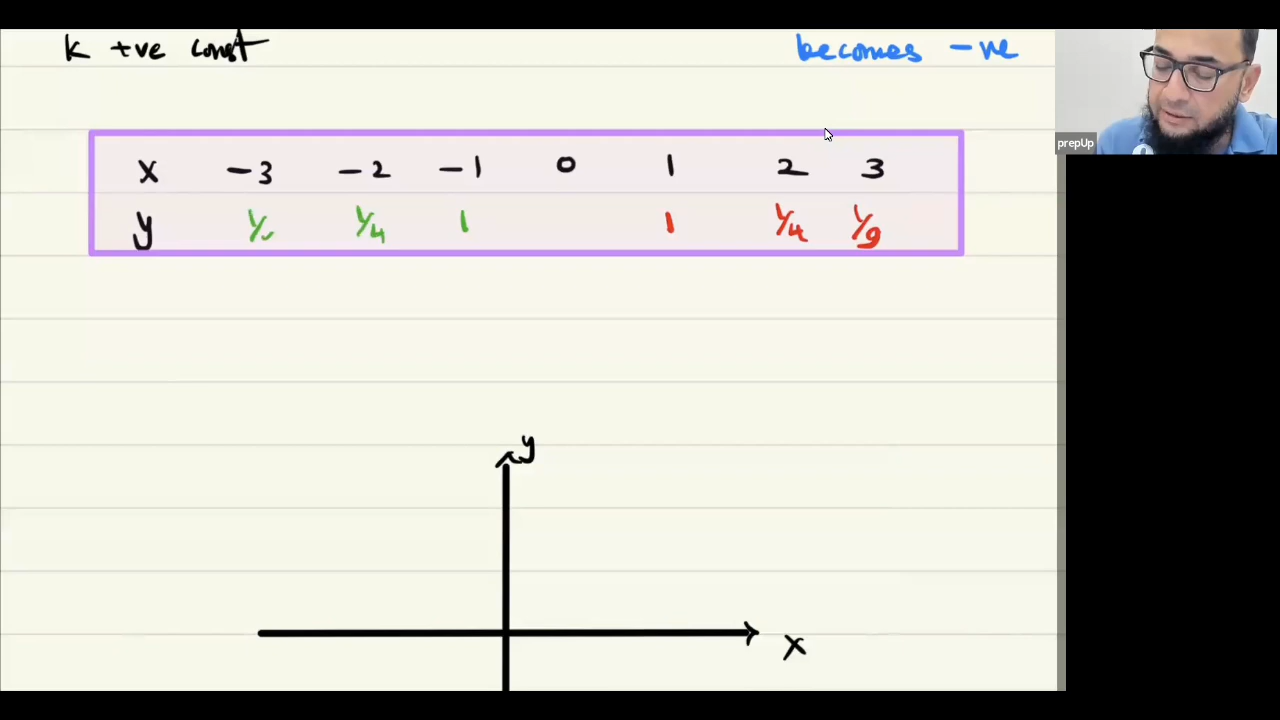 k +ve const becomes -ve
prepUp
x -3 -2 -1 0 1 2 3
y 1/4 1 1 1/4 1/9
y
x